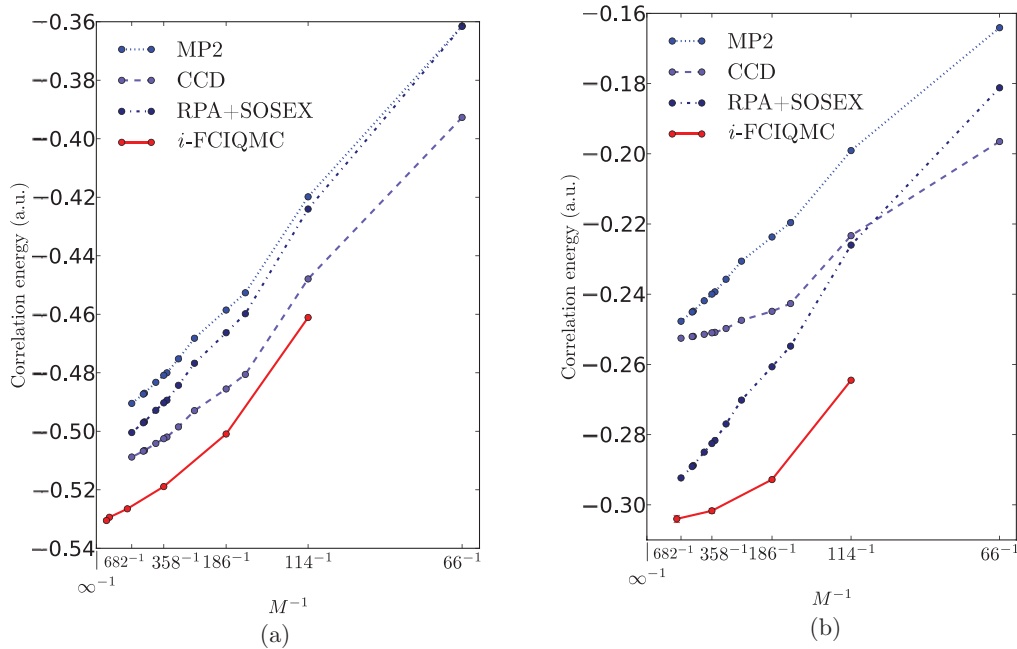 (a)
−0.36
−0.38
−0.40
−0.42
−0.44
−0.46
−0.48
−0.50
−0.52
−0.54
Correlation energy (a.u.)
MP2
CCD
RPA+SOSEX
i-FCIQMC
∞⁻¹
682⁻¹ 358⁻¹ 186⁻¹ 114⁻¹ 66⁻¹
M⁻¹
(b)
−0.16
−0.18
−0.20
−0.22
−0.24
−0.26
−0.28
−0.30
Correlation energy (a.u.)
MP2
CCD
RPA+SOSEX
i-FCIQMC
682⁻¹ 358⁻¹ 186⁻¹ 114⁻¹ 66⁻¹
∞⁻¹
M⁻¹